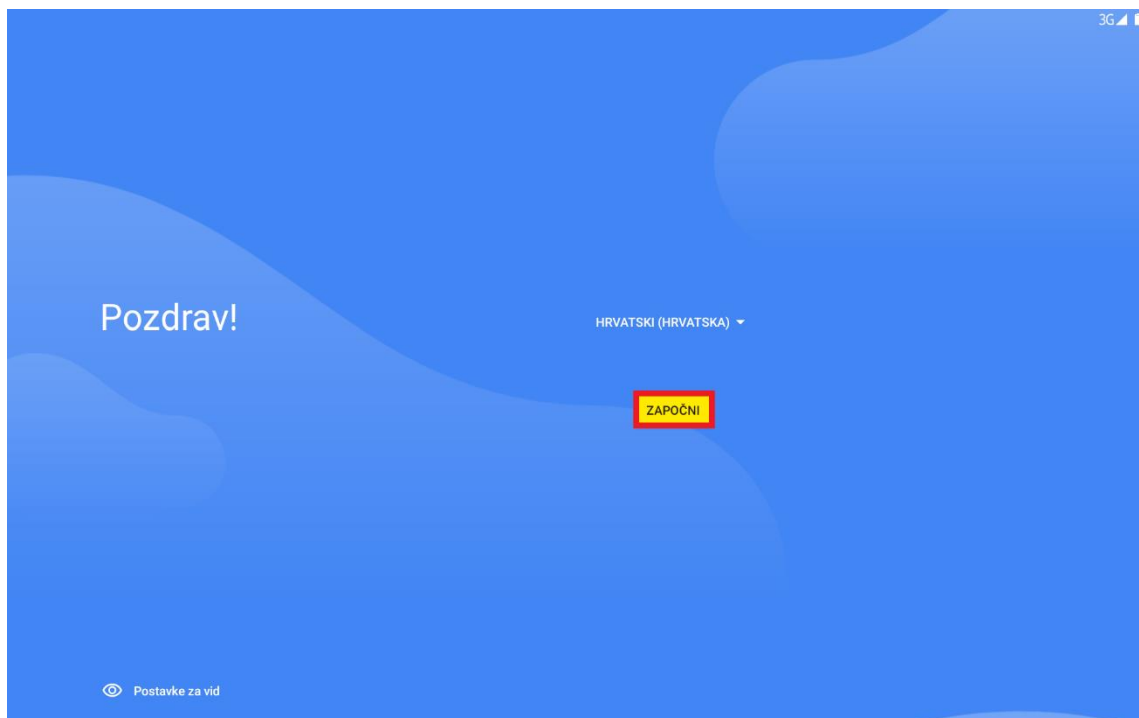 3G
Pozdrav!
HRVATSKI (HRVATSKA)
ZAPOČNI
Postavke za vid